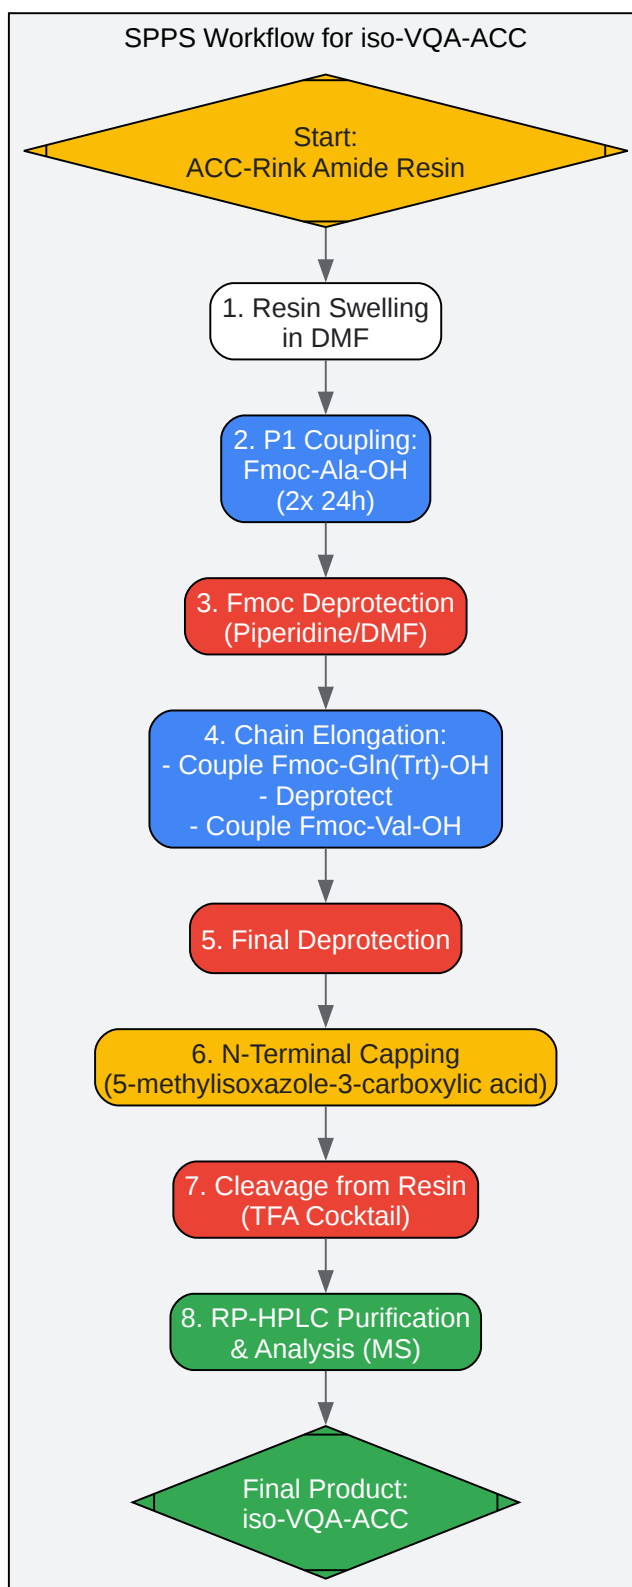 SPPS Workflow for iso-VQA-ACC
Start:
ACC-Rink Amide Resin
1. Resin Swelling
in DMF
2. P1 Coupling:
Fmoc-Ala-OH
(2x 24h)
3. Fmoc Deprotection
(Piperidine/DMF)
4. Chain Elongation:
- Couple Fmoc-Gln(Trt)-OH
- Deprotect
- Couple Fmoc-Val-OH
5. Final Deprotection
6. N-Terminal Capping
(5-methylisoxazole-3-carboxylic acid)
7. Cleavage from Resin
(TFA Cocktail)
8. RP-HPLC Purification
& Analysis (MS)
Final Product:
iso-VQA-ACC